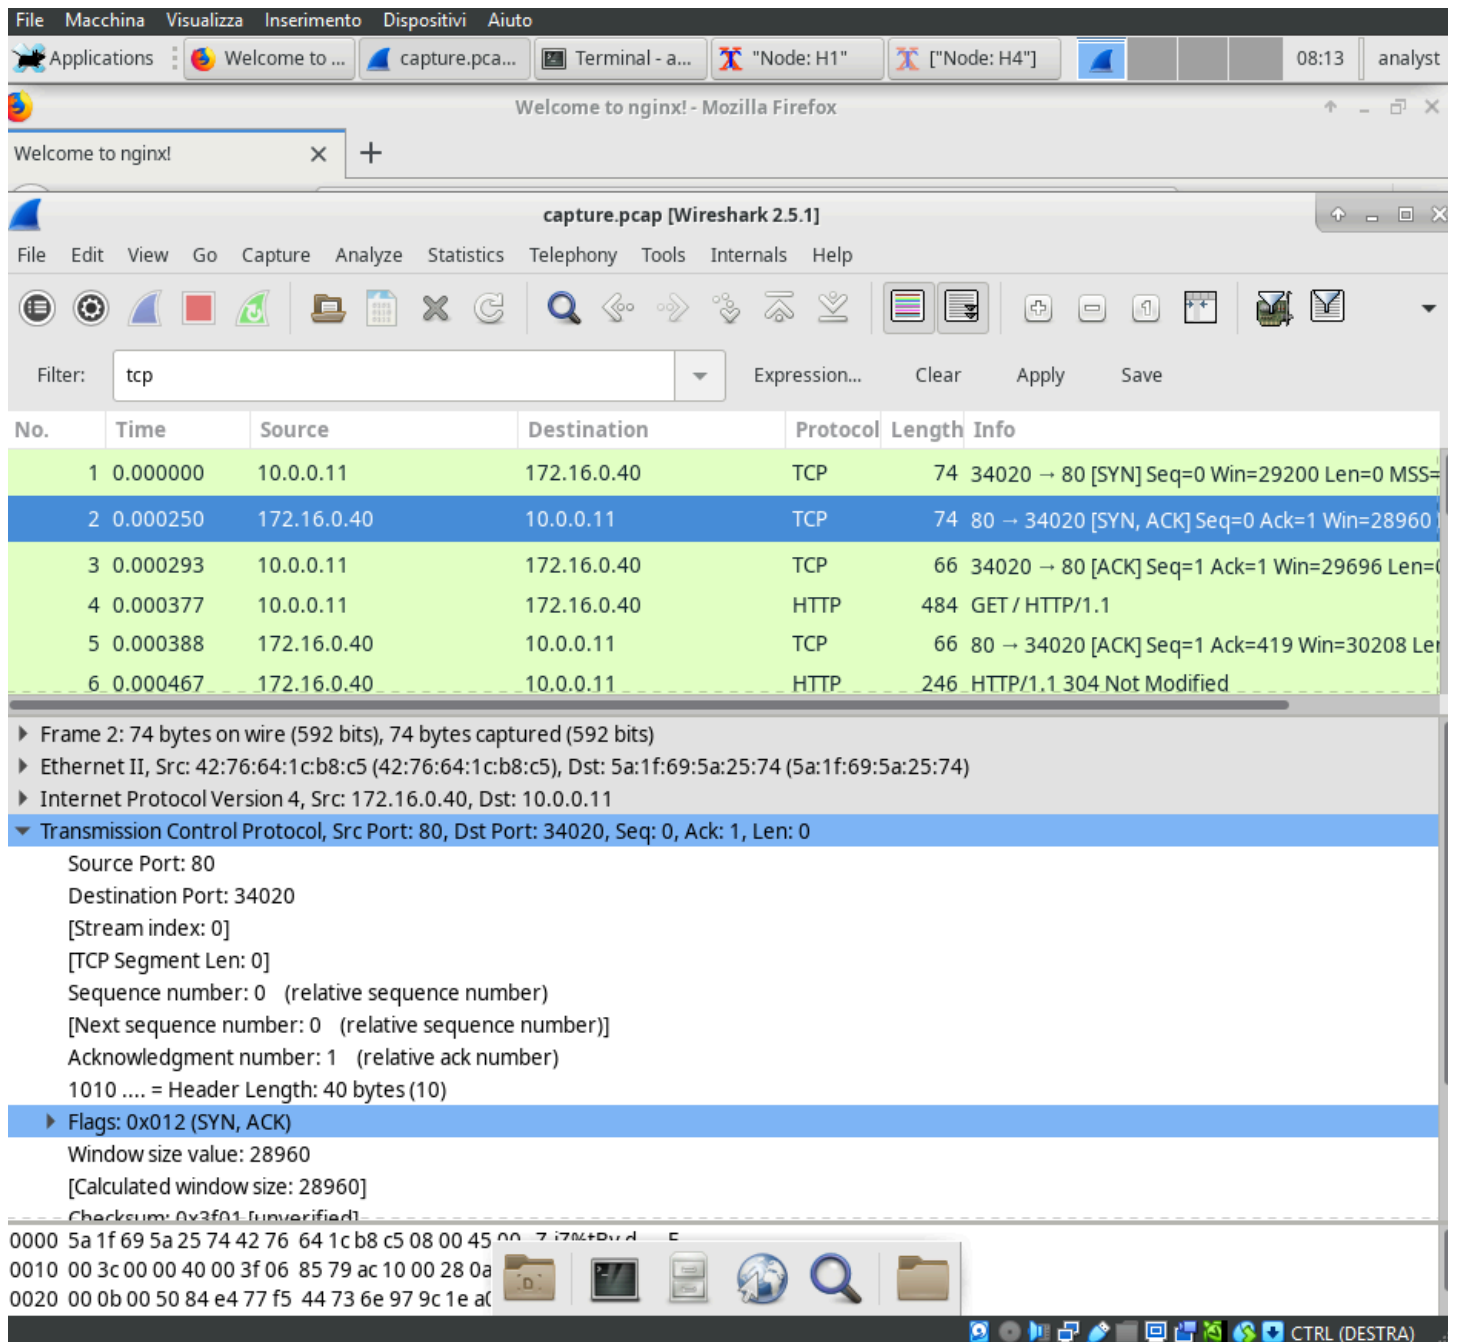 File Macchina Visualizza Inserimento Dispositivi Aiuto
Applications Welcome to ... capture.pca... Terminal - a... "Node: H1" ["Node: H4"] 08:13 analyst
Welcome to nginx! - Mozilla Firefox
Welcome to nginx!
capture.pcap [Wireshark 2.5.1]
File Edit View Go Capture Analyze Statistics Telephony Tools Internals Help
Filter: tcp Expression... Clear Apply Save
No. Time Source Destination Protocol Length Info
1 0.000000 10.0.0.11 172.16.0.40 TCP 74 34020 → 80 [SYN] Seq=0 Win=29200 Len=0 MSS=
2 0.000250 172.16.0.40 10.0.0.11 TCP 74 80 → 34020 [SYN, ACK] Seq=0 Ack=1 Win=28960
3 0.000293 10.0.0.11 172.16.0.40 TCP 66 34020 → 80 [ACK] Seq=1 Ack=1 Win=29696 Len=0
4 0.000377 10.0.0.11 172.16.0.40 HTTP 484 GET / HTTP/1.1
5 0.000388 172.16.0.40 10.0.0.11 TCP 66 80 → 34020 [ACK] Seq=1 Ack=419 Win=30208 Len
6 0.000467 172.16.0.40 10.0.0.11 HTTP 246 HTTP/1.1 304 Not Modified
Frame 2: 74 bytes on wire (592 bits), 74 bytes captured (592 bits)
Ethernet II, Src: 42:76:64:1c:b8:c5 (42:76:64:1c:b8:c5), Dst: 5a:1f:69:5a:25:74 (5a:1f:69:5a:25:74)
Internet Protocol Version 4, Src: 172.16.0.40, Dst: 10.0.0.11
Transmission Control Protocol, Src Port: 80, Dst Port: 34020, Seq: 0, Ack: 1, Len: 0
Source Port: 80
Destination Port: 34020
[Stream index: 0]
[TCP Segment Len: 0]
Sequence number: 0 (relative sequence number)
[Next sequence number: 0 (relative sequence number)]
Acknowledgment number: 1 (relative ack number)
1010 .... = Header Length: 40 bytes (10)
Flags: 0x012 (SYN, ACK)
Window size value: 28960
[Calculated window size: 28960]
Checksum: 0x3f01 [unverified]
0000 5a 1f 69 5a 25 74 42 76 64 1c b8 c5 08 00 45 00
0010 00 3c 00 00 40 00 3f 06 85 79 ac 10 00 28 0a
0020 00 0b 00 50 84 e4 77 f5 44 73 6e 97 9c 1e a0
CTRL (DESTRA)